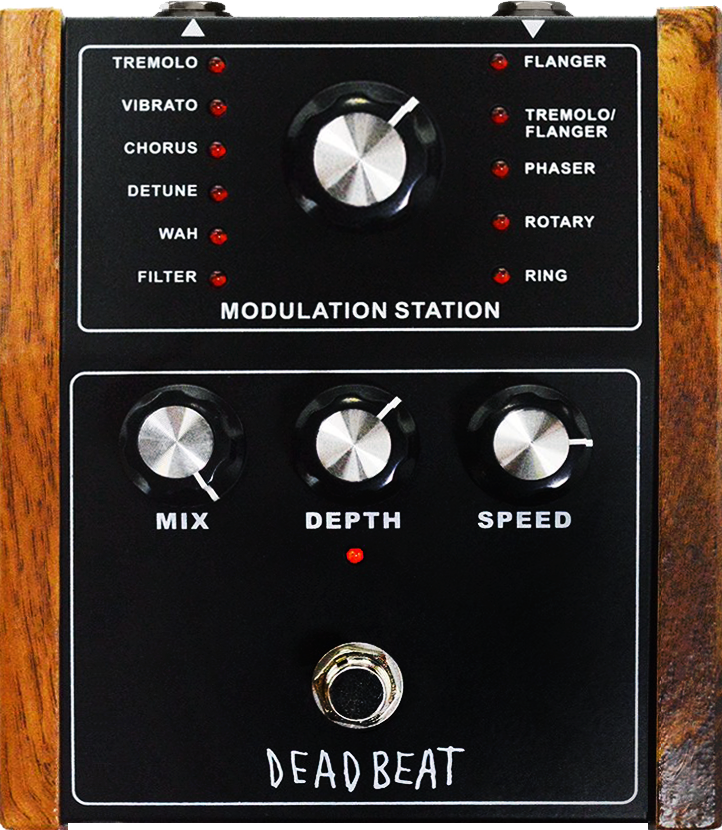 TREMOLO
VIBRATO
CHORUS
DETUNE
WAH
FILTER
FLANGER
TREMOLO/
FLANGER
PHASER
ROTARY
RING
MODULATION STATION
MIX
DEPTH
SPEED
DEADBEAT